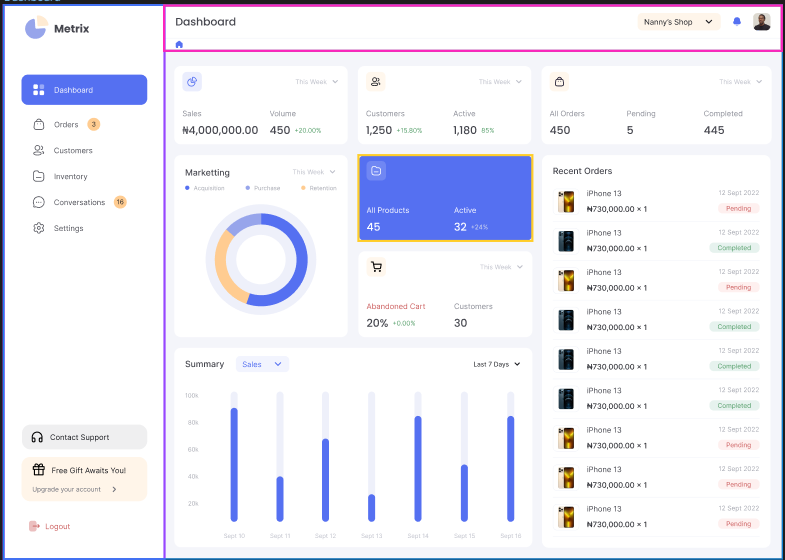 Dashboard
Metrix
Dashboard
Nanny's Shop
Dashboard
Orders 3
Customers
Inventory
Conversations 16
Settings
Contact Support
Free Gift Awaits You!
Upgrade your account
Logout
This Week
Sales Volume
₦4,000,000.00 450 +20.00%
This Week
Customers Active
1,250 +15.80% 1,180 85%
This Week
All Orders Pending Completed
450 5 445
Marketting This Week
Acquisition Purchase Retention
All Products Active
45 32 +24%
This Week
Abandoned Cart Customers
20% +0.00% 30
Summary Sales Last 7 Days
100k
80k
60k
40k
20k
Sept 10 Sept 11 Sept 12 Sept 13 Sept 14 Sept 15 Sept 16
Recent Orders
iPhone 13 12 Sept 2022
₦730,000.00 × 1 Pending
iPhone 13 12 Sept 2022
₦730,000.00 × 1 Completed
iPhone 13 12 Sept 2022
₦730,000.00 × 1 Pending
iPhone 13 12 Sept 2022
₦730,000.00 × 1 Completed
iPhone 13 12 Sept 2022
₦730,000.00 × 1 Completed
iPhone 13 12 Sept 2022
₦730,000.00 × 1 Completed
iPhone 13 12 Sept 2022
₦730,000.00 × 1 Pending
iPhone 13 12 Sept 2022
₦730,000.00 × 1 Pending
iPhone 13 12 Sept 2022
₦730,000.00 × 1 Pending